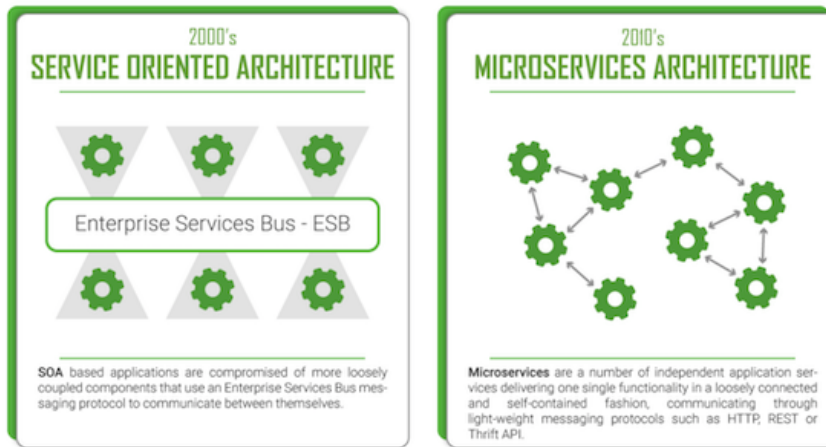 2000's
SERVICE ORIENTED ARCHITECTURE
Enterprise Services Bus - ESB
SOA based applications are compromised of more loosely
coupled components that use an Enterprise Services Bus mes-
saging protocol to communicate between themselves.
2010's
MICROSERVICES ARCHITECTURE
Microservices are a number of independent application ser-
vices delivering one single functionality in a loosely connected
and self-contained fashion, communicating through
light-weight messaging protocols such as HTTP, REST or
Thrift API.